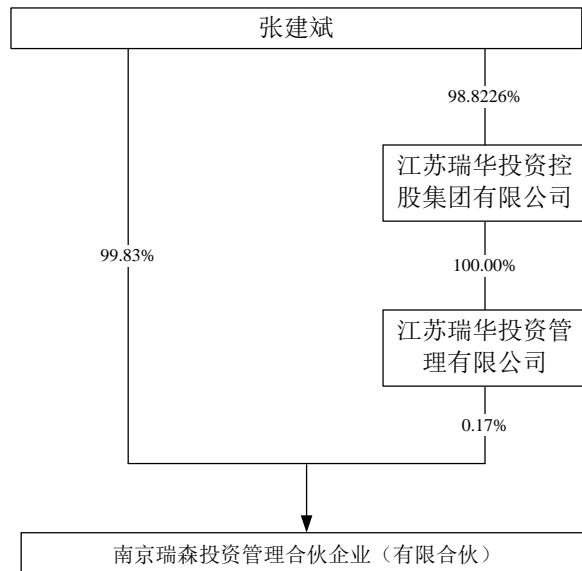 张建斌
98.8226%
江苏瑞华投资控
股集团有限公司
99.83%
100.00%
江苏瑞华投资管
理有限公司
0.17%
南京瑞森投资管理合伙企业（有限合伙）